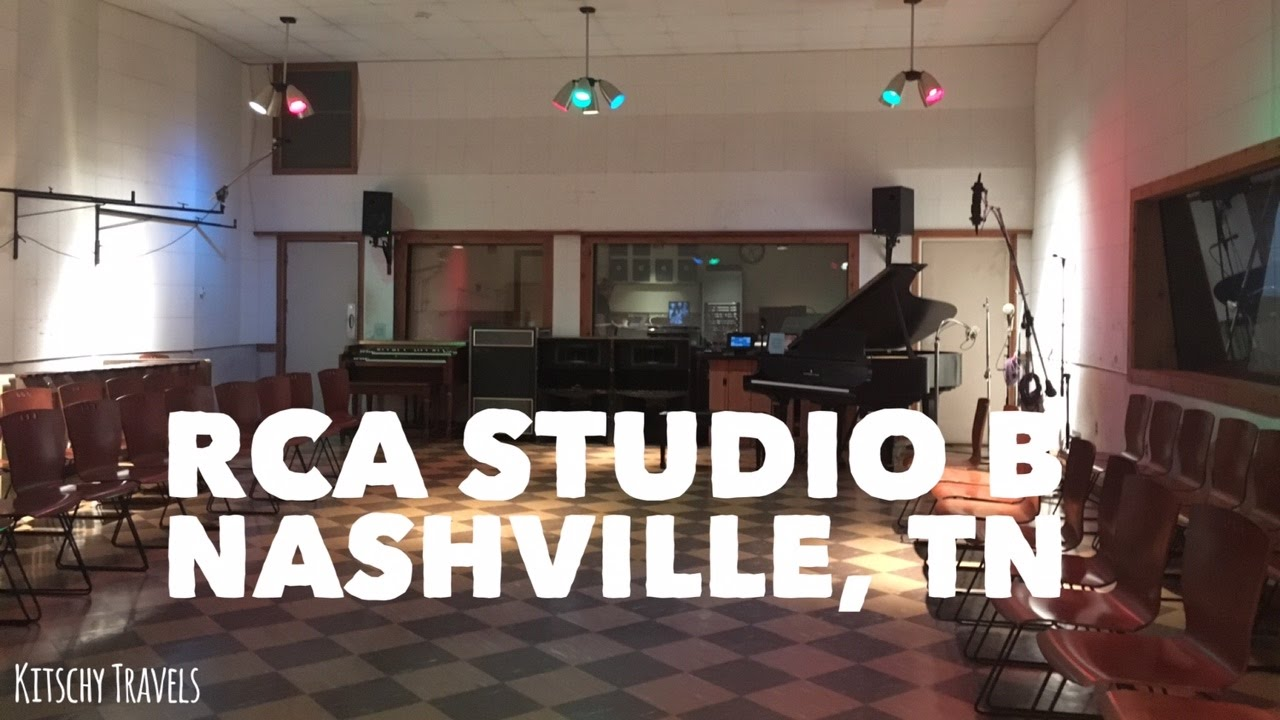 RCA STUDIO B
NASHVILLE, TN
KITSCHY TRAVELS